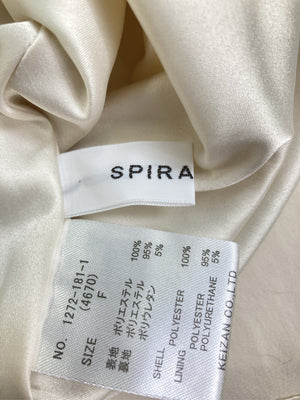 SPIRA
NO. 1272-181-1
(4670)
SIZE F
表地 ポリエステル 100%
裏地 ポリエステル 95%
ポリウレタン 5%
SHELL POLYESTER 100%
LINING POLYESTER 95%
POLYURETHANE 5%
KEIZAN CO.,LTD